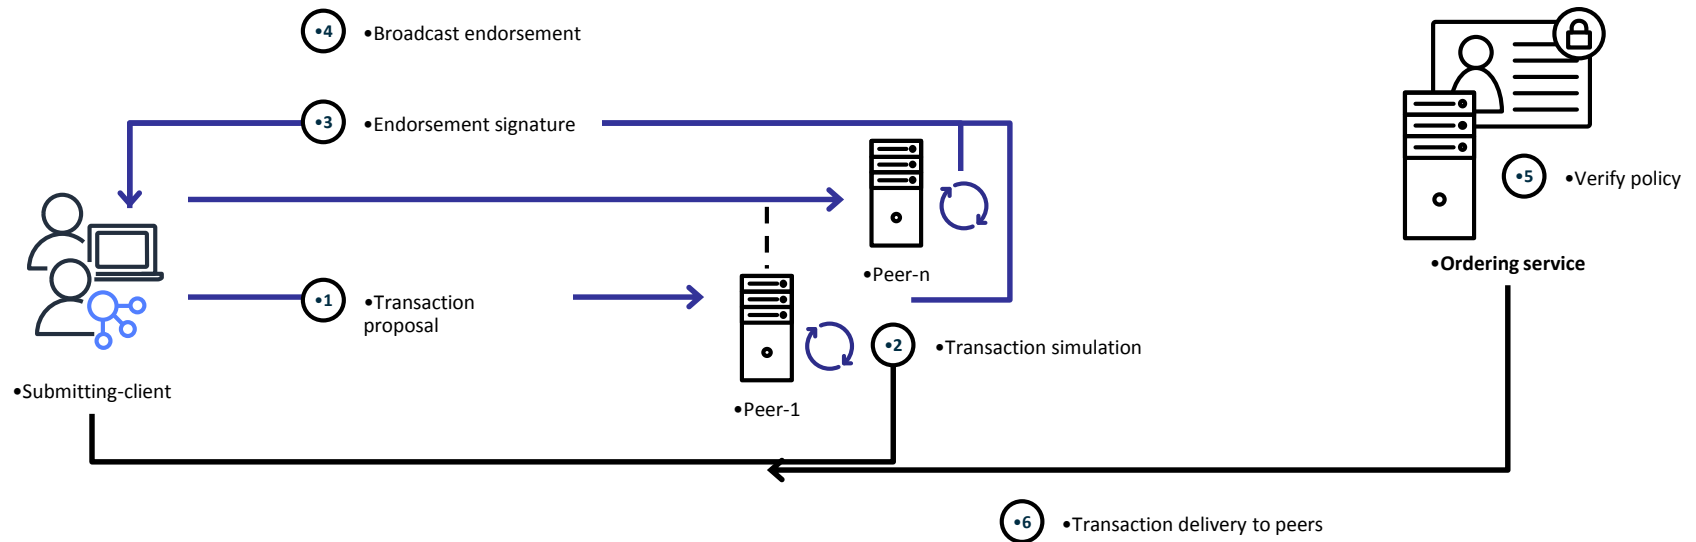 •4 •Broadcast endorsement
•3 •Endorsement signature
•5 •Verify policy
•Ordering service
•Peer-n
•1 •Transaction
proposal
•2 •Transaction simulation
•Submitting-client
•Peer-1
•6 •Transaction delivery to peers